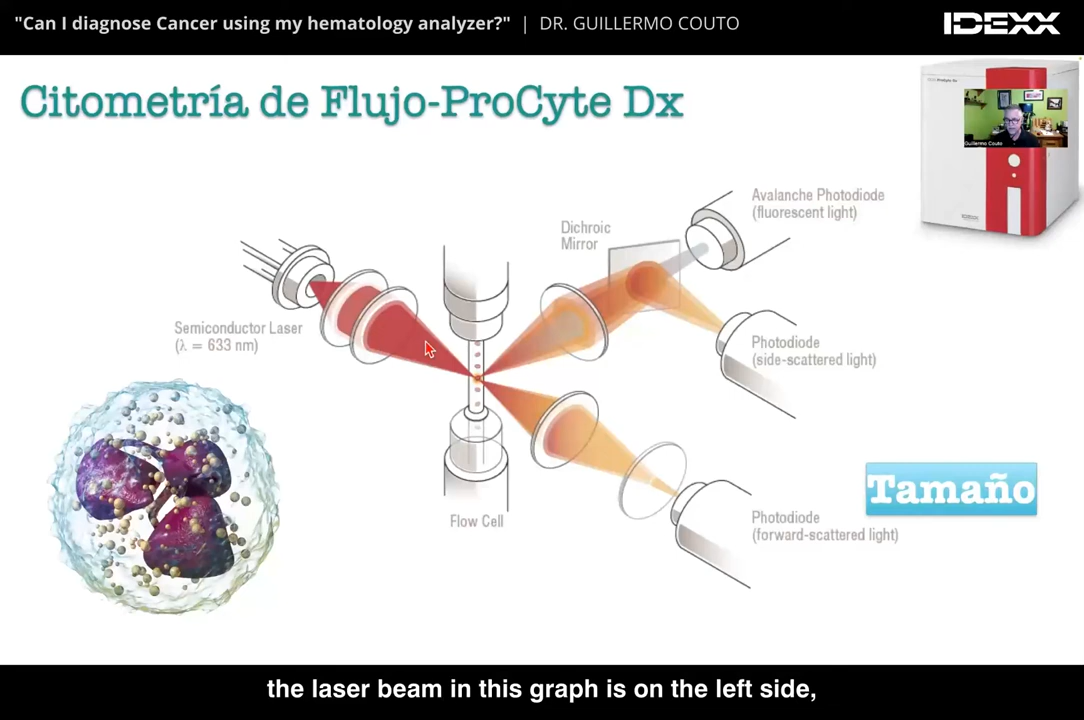 "Can I diagnose Cancer using my hematology analyzer?" | DR. GUILLERMO COUTO
IDEXX
Citometría de Flujo-ProCyte Dx
Guillermo Couto
Avalanche Photodiode
(fluorescent light)
Dichroic
Mirror
Semiconductor Laser
(λ = 633 nm)
Photodiode
(side-scattered light)
Tamaño
Flow Cell
Photodiode
(forward-scattered light)
the laser beam in this graph is on the left side,